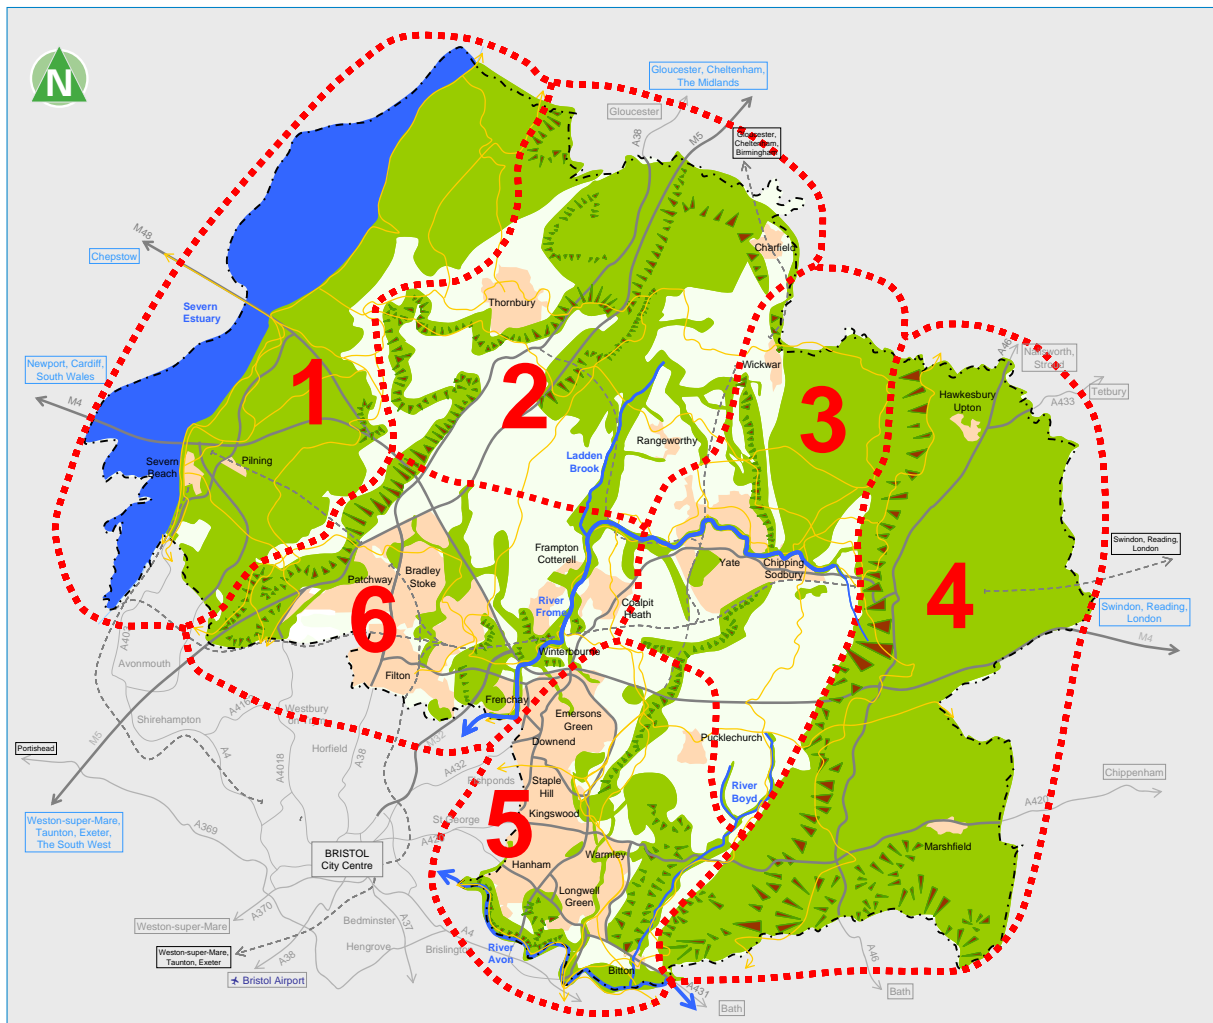 N
Gloucester, Cheltenham,
The Midlands
Gloucester
A38
M5
Gloucester,
Cheltenham,
Birmingham
M48
Chepstow
Charfield
Severn
Estuary
Thornbury
Newport, Cardiff,
South Wales
M4
1
2
3
Wickwar
A46
Nailsworth,
Stroud
Tetbury
A433
Hawkesbury
Upton
Rangeworthy
Ladden
Brook
Severn
Beach
Pilning
Swindon, Reading,
London
Frampton
Cotterell
Bradley
Stoke
Patchway
Yate
Chipping
Sodbury
4
Swindon, Reading,
London
M4
6
River
Frome
Coalpit
Heath
Winterbourne
Avonmouth
Filton
Frenchay
Shirehampton
A4
Westbury
Horfield
A38
A4018
M32
A432
Emersons
Green
Downend
Pucklechurch
Portishead
M5
Fishponds
Staple
Hill
River
Boyd
Chippenham
A420
Weston-super-Mare,
Taunton, Exeter,
The South West
A369
St George
5
Kingswood
Marshfield
BRISTOL
City Centre
Hanham
Warmley
Longwell
Green
A370
Weston-super-Mare
Bedminster
A37
Hengrove
Brislington
A4
River
Avon
Weston-super-Mare,
Taunton, Exeter
A38
Bristol Airport
Bitton
A431
Bath
A46
Bath